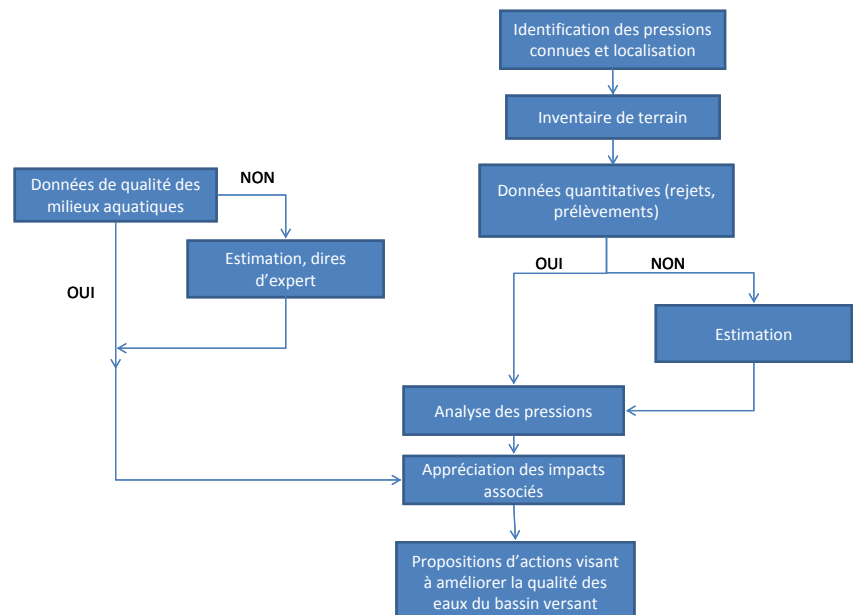 Identification des pressions
connues et localisation
Inventaire de terrain
Données de qualité des
milieux aquatiques
NON
Données quantitatives (rejets,
prélèvements)
Estimation, dires
d'expert
OUI
OUI
NON
Estimation
Analyse des pressions
Appréciation des impacts
associés
Propositions d'actions visant
à améliorer la qualité des
eaux du bassin versant